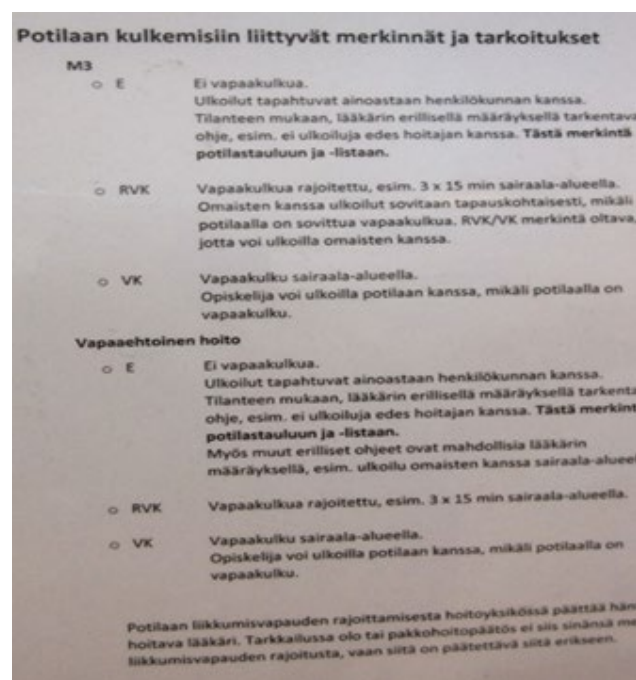 Potilaan kulkemisiin liittyvät merkinnät ja tarkoitukset
M3
○ E Ei vapaakulkua.
Ulkoilut tapahtuvat ainoastaan henkilökunnan kanssa.
Tilanteen mukaan, lääkärin erillisellä määräyksellä tarkentava
ohje, esim. ei ulkoiluja edes hoitajan kanssa. Tästä merkintä
potilastauluun ja -listaan.
○ RVK Vapaakulkua rajoitettu, esim. 3 x 15 min sairaala-alueella.
Omaisten kanssa ulkoilut sovitaan tapauskohtaisesti, mikäli
potilaalla on sovittua vapaakulkua. RVK/VK merkintä oltava,
jotta voi ulkoilla omaisten kanssa.
○ VK Vapaakulku sairaala-alueella.
Opiskelija voi ulkoilla potilaan kanssa, mikäli potilaalla on
vapaakulku.
Vapaaehtoinen hoito
○ E Ei vapaakulkua.
Ulkoilut tapahtuvat ainoastaan henkilökunnan kanssa.
Tilanteen mukaan, lääkärin erillisellä määräyksellä tarkenta
ohje, esim. ei ulkoiluja edes hoitajan kanssa. Tästä merkint
potilastauluun ja -listaan.
Myös muut erilliset ohjeet ovat mahdollisia lääkärin
määräyksellä, esim. ulkoilu omaisten kanssa sairaala-alueel
○ RVK Vapaakulkua rajoitettu, esim. 3 x 15 min sairaala-alueella.
○ VK Vapaakulku sairaala-alueella.
Opiskelija voi ulkoilla potilaan kanssa, mikäli potilaalla on
vapaakulku.
Potilaan liikkumisvapauden rajoittamisesta hoitoyksikössä päättää hän
hoitava lääkäri. Tarkkailussa olo tai pakkohoitopäätös ei siis sinänsä me
liikkumisvapauden rajoitusta, vaan siitä on päätettävä siitä erikseen.